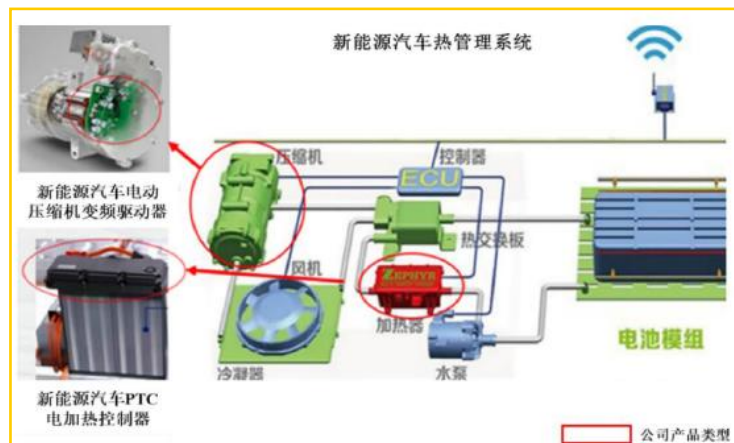 新能源汽车热管理系统
压缩机
控制器
ECU
新能源汽车电动
压缩机变频驱动器
热交换板
风机
ZEPHYR
加热器
电池模组
冷凝器
水泵
新能源汽车PTC
电加热控制器
公司产品类型